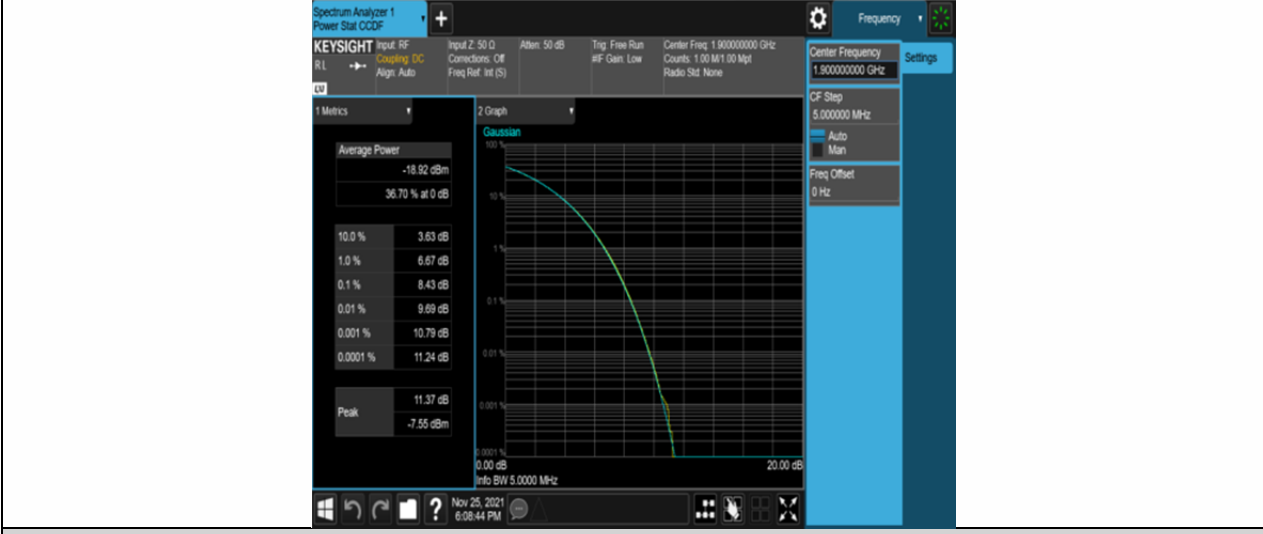 Spectrum Analyzer 1
Power Stat CCDF
+
Frequency
KEYSIGHT
RL
LXI
Input: RF
Coupling: DC
Align: Auto
Input Z: 50 Ω
Corrections: Off
Freq Ref: Int (S)
Atten: 50 dB
Trig: Free Run
#IF Gain: Low
Center Freq: 1.900000000 GHz
Counts: 1.00 M/1.00 Mpt
Radio Std: None
Center Frequency
1.900000000 GHz
Settings
CF Step
5.000000 MHz
Auto
Man
Freq Offset
0 Hz
1 Metrics
Average Power
-18.92 dBm
36.70 % at 0 dB
10.0 % 3.63 dB
1.0 % 6.67 dB
0.1 % 8.43 dB
0.01 % 9.69 dB
0.001 % 10.79 dB
0.0001 % 11.24 dB
Peak
11.37 dB
-7.55 dBm
2 Graph
Gaussian
100 %
10 %
1 %
0.1 %
0.01 %
0.001 %
0.0001 %
0.00 dB 20.00 dB
Info BW 5.0000 MHz
?
Nov 25, 2021
6:08:44 PM